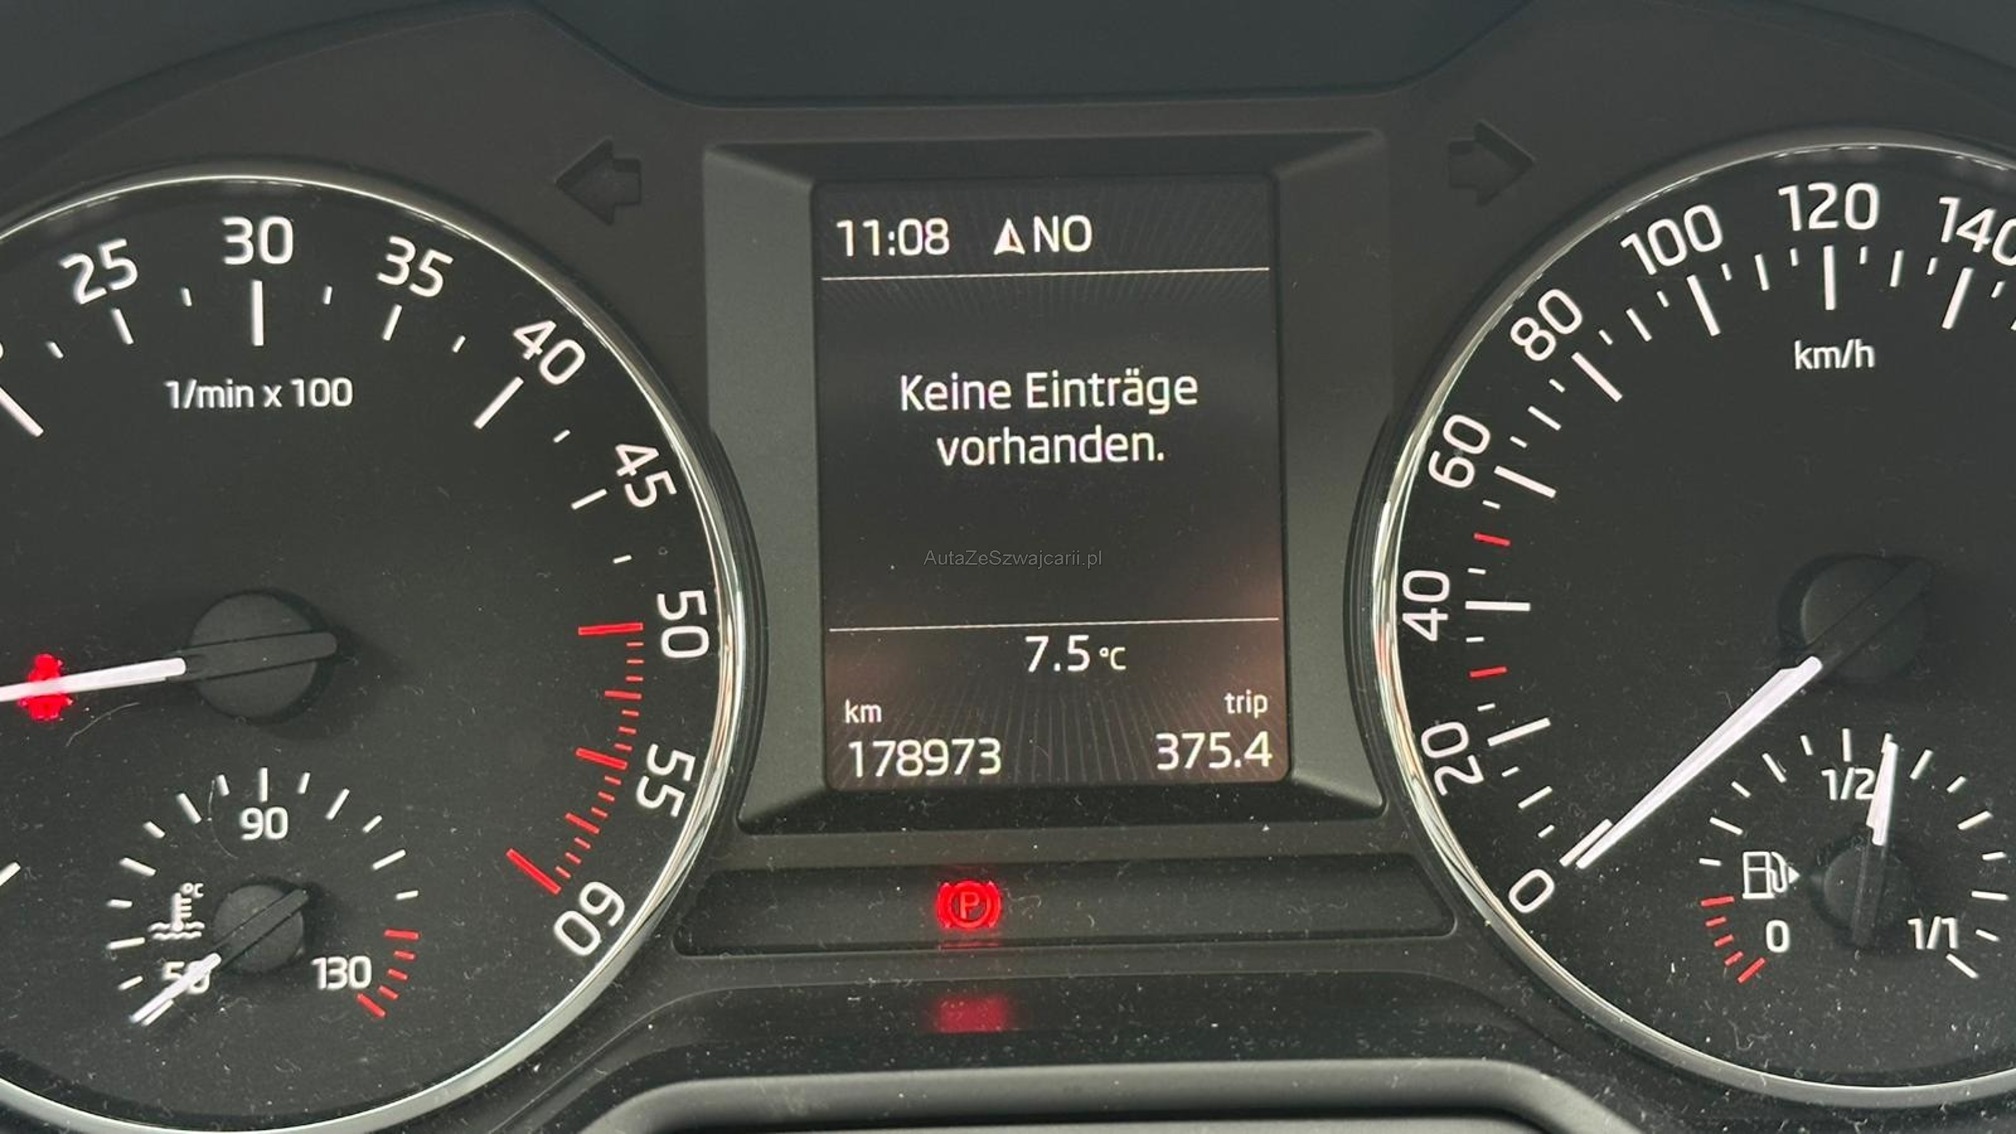 25
30
35
40
45
50
55
60
1/min x 100
90
°C
50
130
11:08 NO
Keine Einträge
vorhanden.
AutaZeSzwajcarii.pl
7.5 °C
km
trip
178973
375.4
P
0
20
40
60
80
100
120
140
km/h
1/2
0
1/1